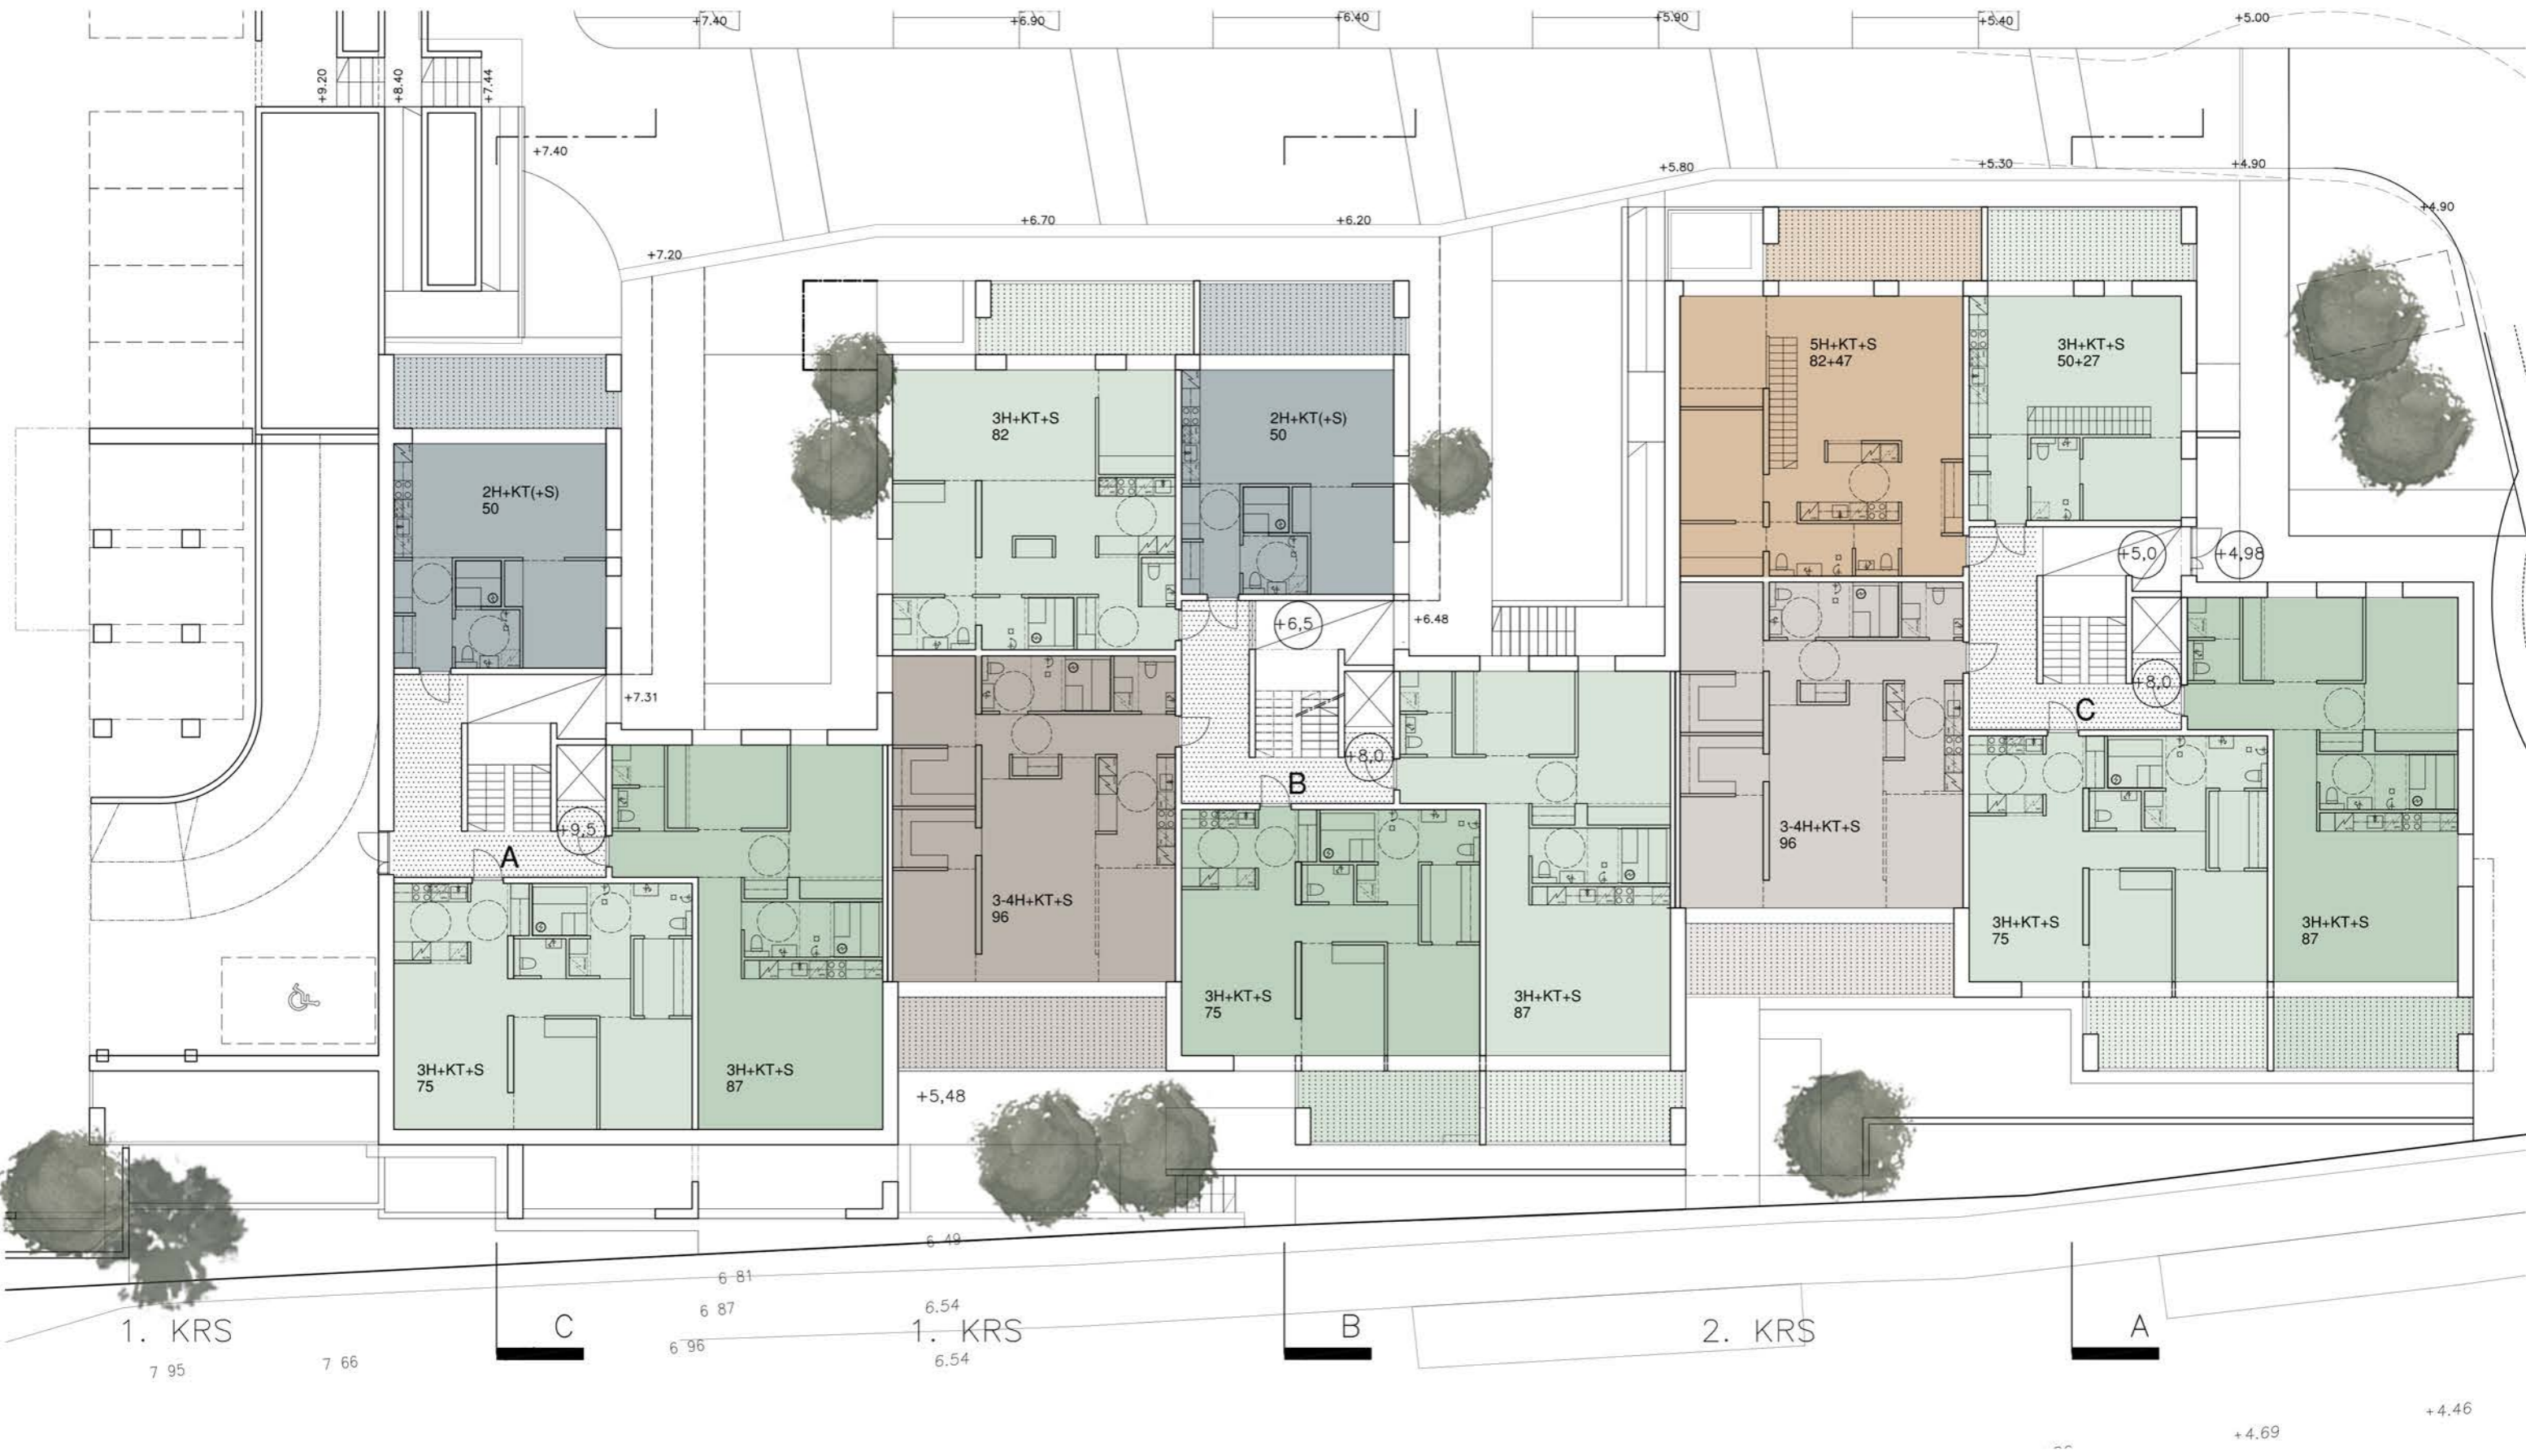 +7.40
+6.90
+6.40
+5.90
+5.40
+5.00
+9.20
+8.40
+7.44
+7.40
+5.80
+5.30
+4.90
+4.90
+6.70
+6.20
+7.20
5H+KT+S
82+47
3H+KT+S
50+27
3H+KT+S
82
2H+KT(+S)
50
2H+KT(+S)
50
+5,0
+4,98
+6,5
+6.48
+7.31
+8,0
C
+8,0
B
+9,5
A
3-4H+KT+S
96
3-4H+KT+S
96
3H+KT+S
75
3H+KT+S
87
3H+KT+S
75
3H+KT+S
87
3H+KT+S
75
3H+KT+S
87
+5,48
6 49
6 81
6 87
6.54
1. KRS
C
1. KRS
B
2. KRS
A
6 96
6.54
7 95
7 66
+4.46
+4.69